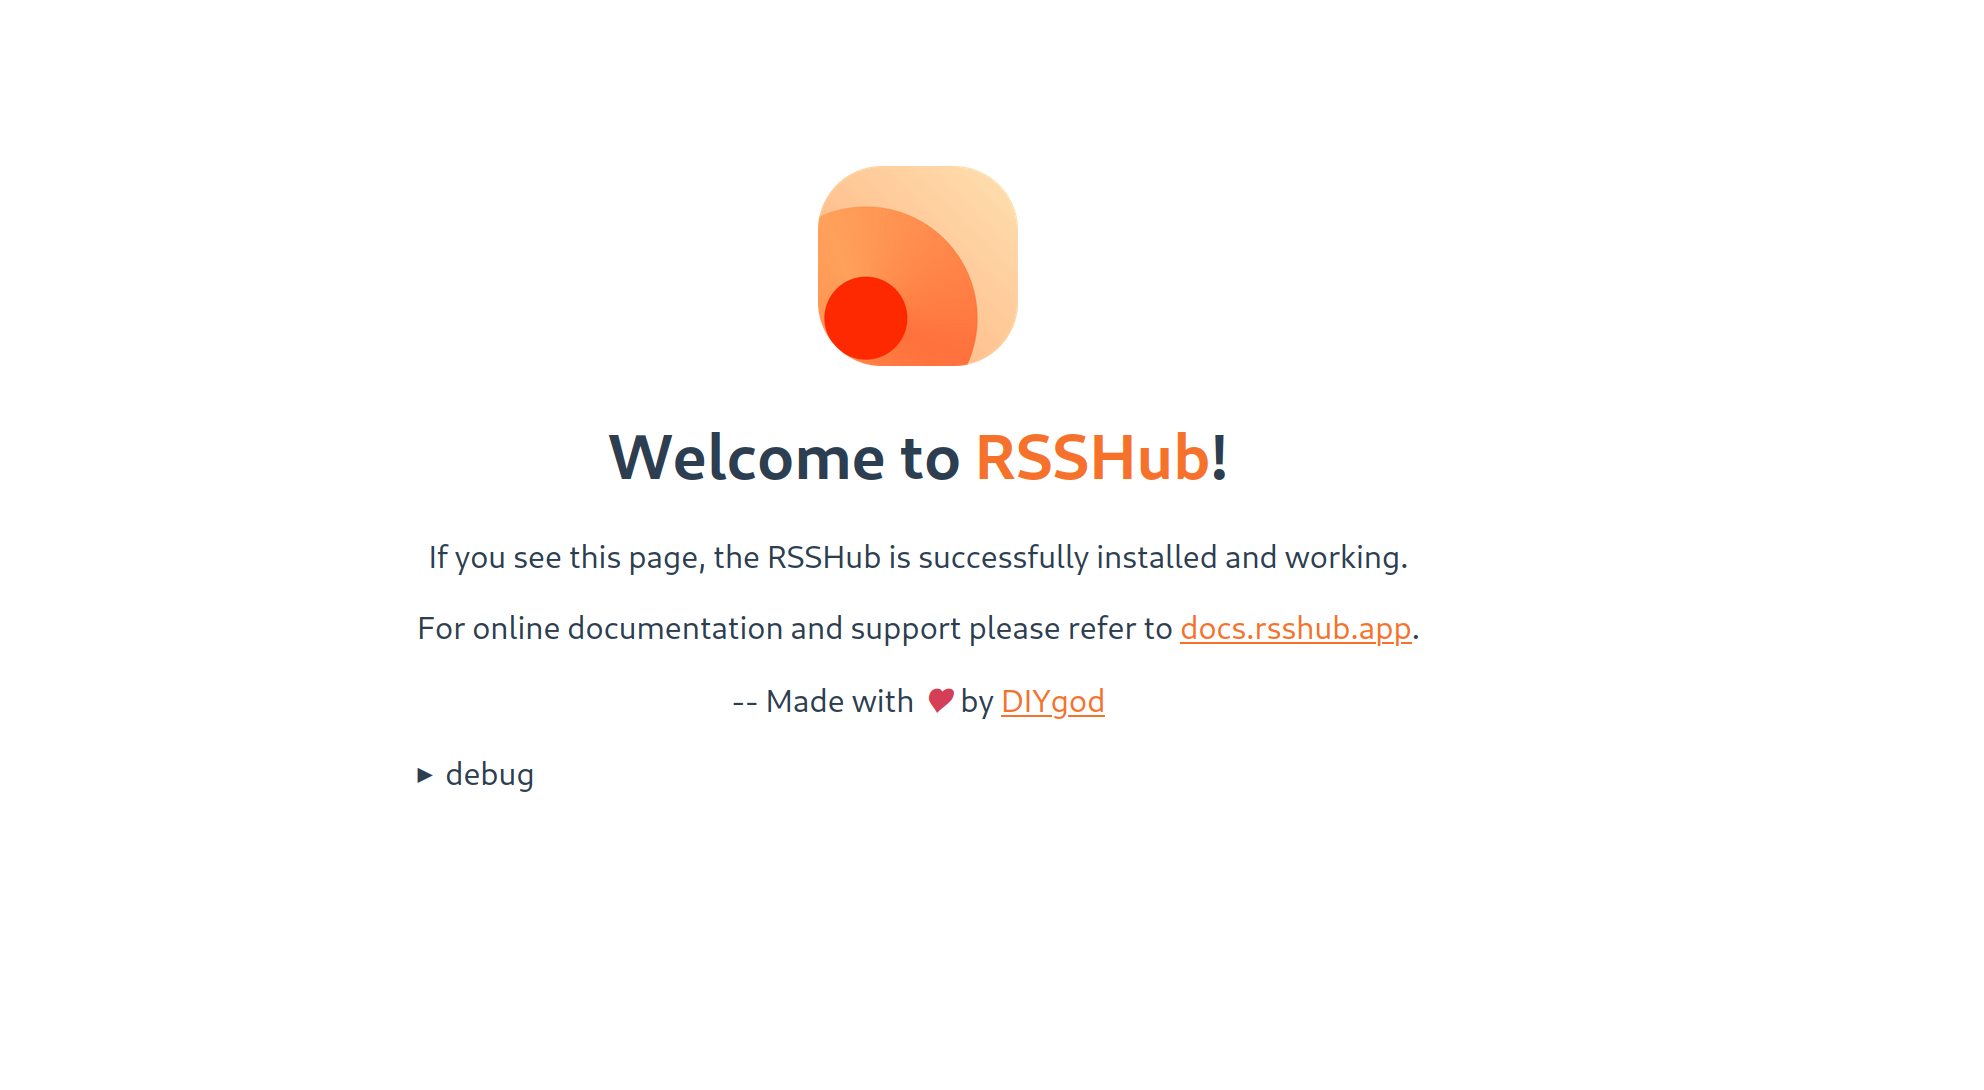 Welcome to RSSHub!
If you see this page, the RSSHub is successfully installed and working.
For online documentation and support please refer to docs.rsshub.app.
-- Made with ❤ by DIYgod
▶ debug